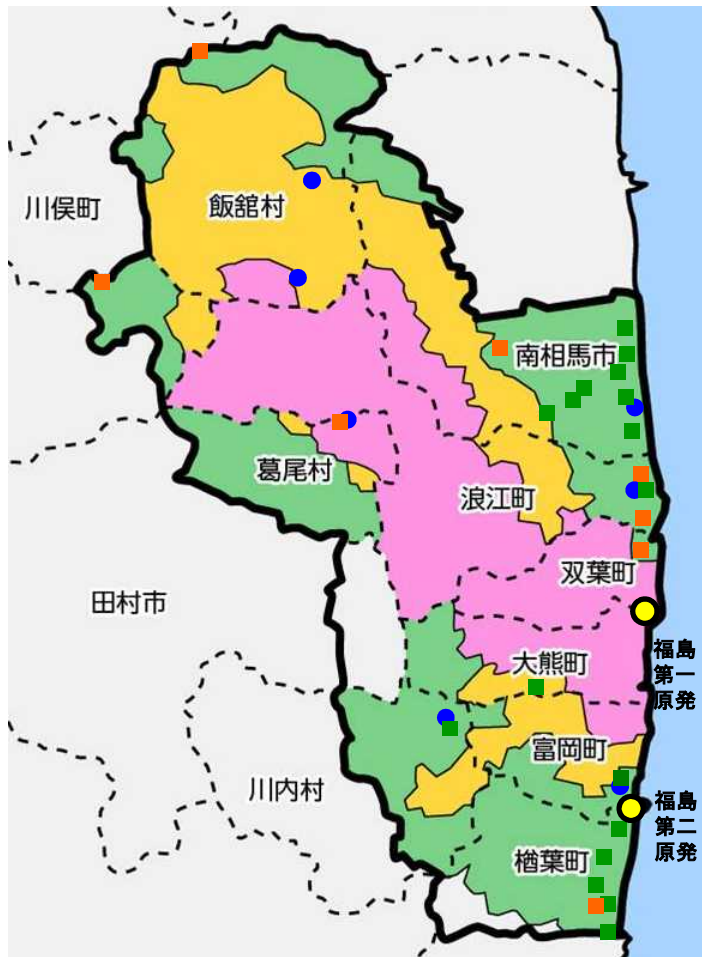 川俣町
飯舘村
南相馬市
葛尾村
浪江町
双葉町
田村市
福島
第一
原発
大熊町
富岡町
川内村
福島
第二
原発
楢葉町